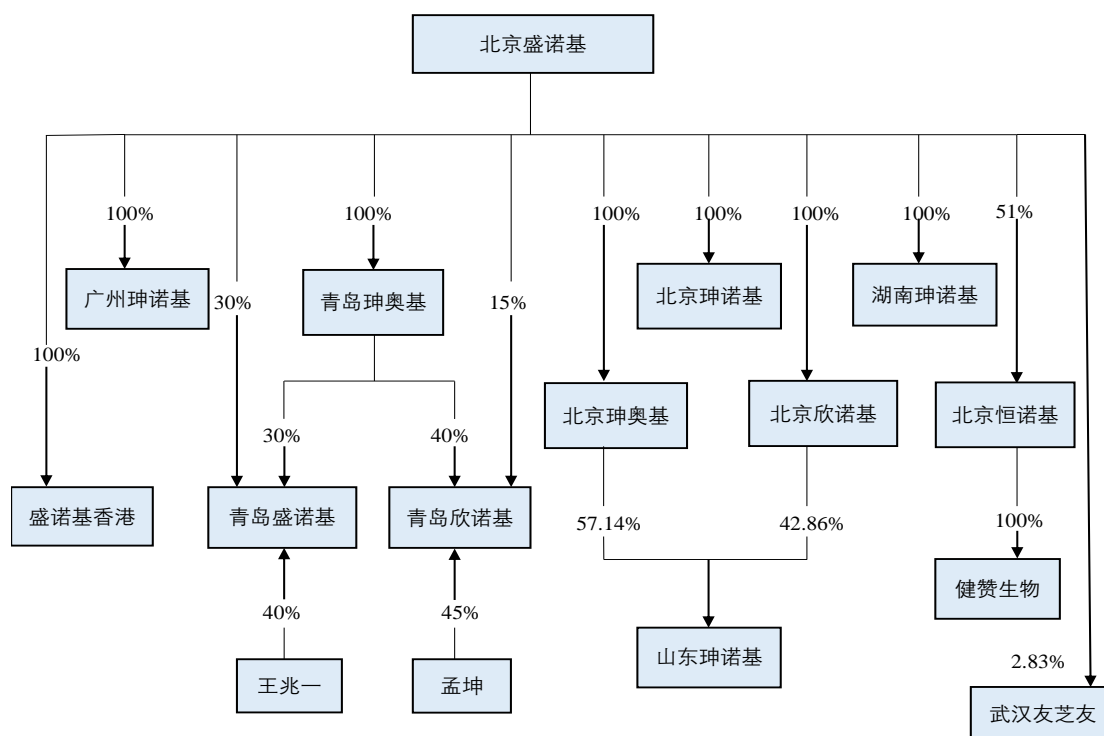 北京盛诺基
100%
100%
100%
100%
100%
100%
51%
广州珅诺基
30%
青岛珅奥基
15%
北京珅诺基
湖南珅诺基
100%
北京珅奥基
北京欣诺基
北京恒诺基
30%
40%
盛诺基香港
青岛盛诺基
青岛欣诺基
57.14%
42.86%
100%
健赞生物
40%
45%
山东珅诺基
2.83%
王兆一
孟坤
武汉友芝友